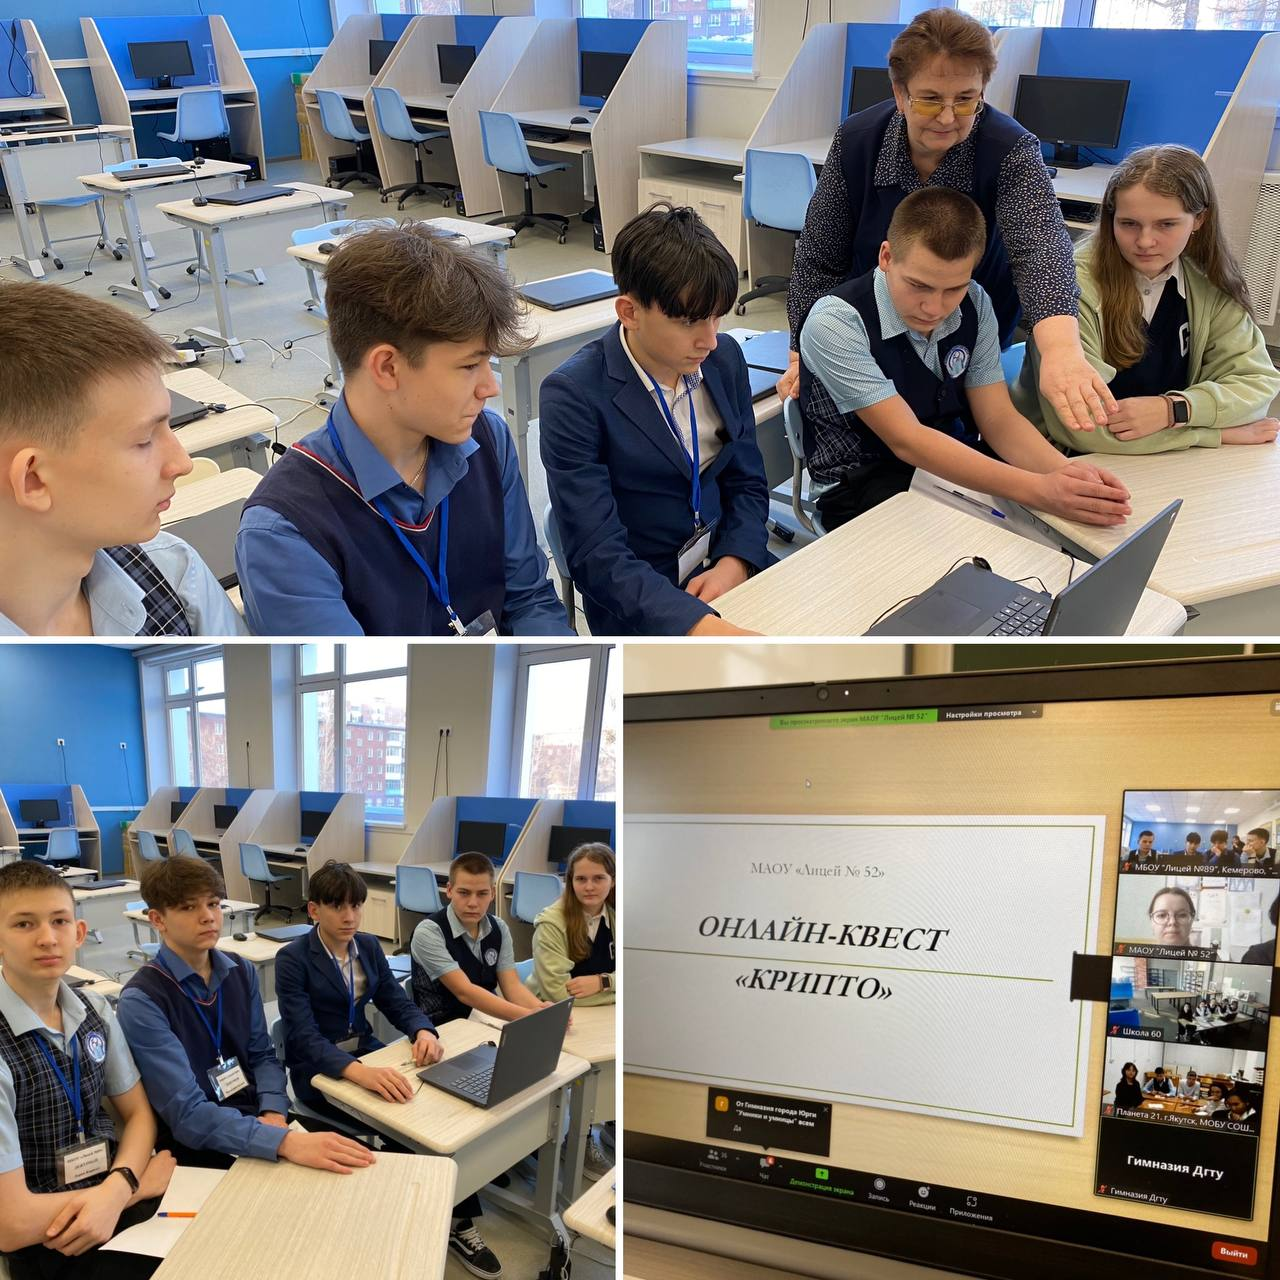 Вы просматриваете экран МАОУ "Лицей № 52"
Настройки просмотра
МАОУ «Лицей № 52»
ОНЛАЙН-КВЕСТ
«КРИПТО»
МБОУ "Лицей №89", Кемерово, "...
МАОУ "Лицей № 52"
Школа 60
Планета 21. г.Якутск, МОБУ СОШ...
Гимназия Дгту
Гимназия Дгту
От Гимназия города Юрги
"Умники и умницы" всем
Да
Участники
Чат
Демонстрация экрана
Запись
Реакции
Приложения
Выйти